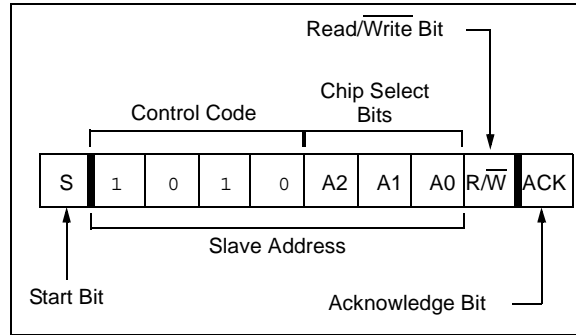 Read/Write Bit
Chip Select
Control Code Bits
S 1 0 1 0 A2 A1 A0 R/W ACK
Slave Address
Start Bit
Acknowledge Bit